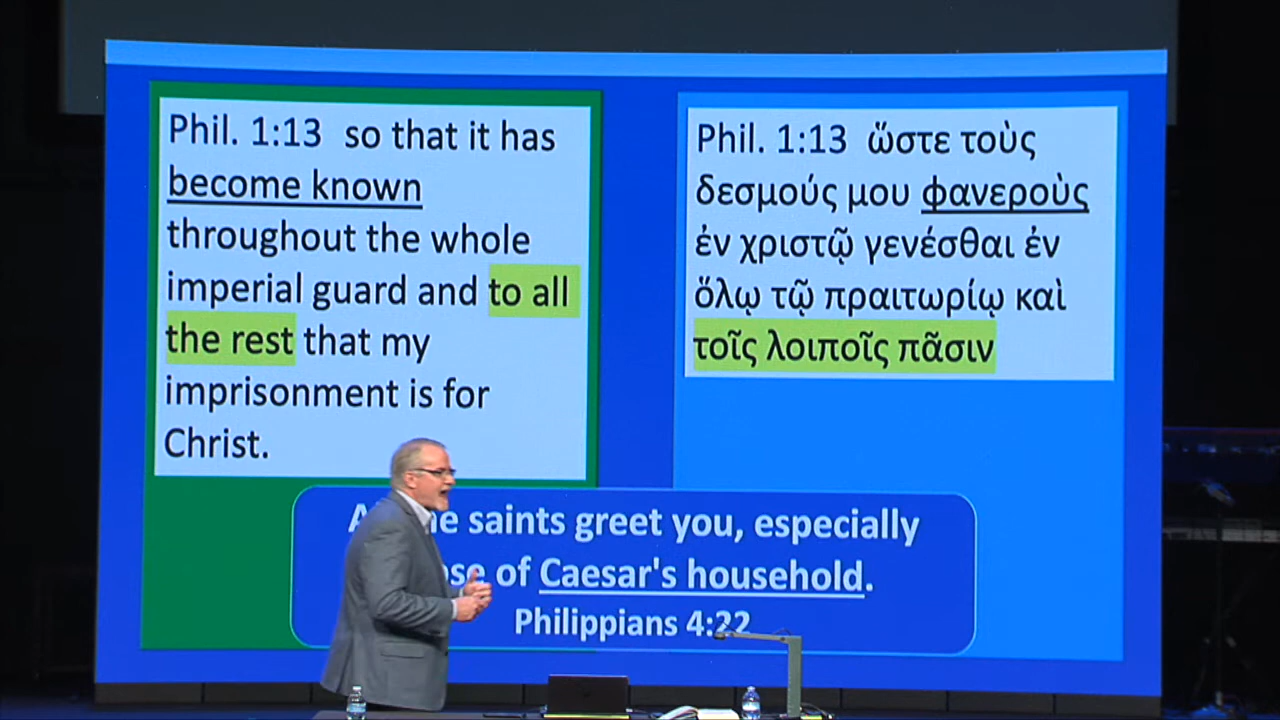 Phil. 1:13 so that it has
become known
throughout the whole
imperial guard and to all
the rest that my
imprisonment is for
Christ.
Phil. 1:13 ὥστε τοὺς
δεσμούς μου φανεροὺς
ἐν χριστῷ γενέσθαι ἐν
ὅλῳ τῷ πραιτωρίῳ καὶ
τοῖς λοιποῖς πᾶσιν
saints greet you, especially
of Caesar's household.
Philippians 4:22